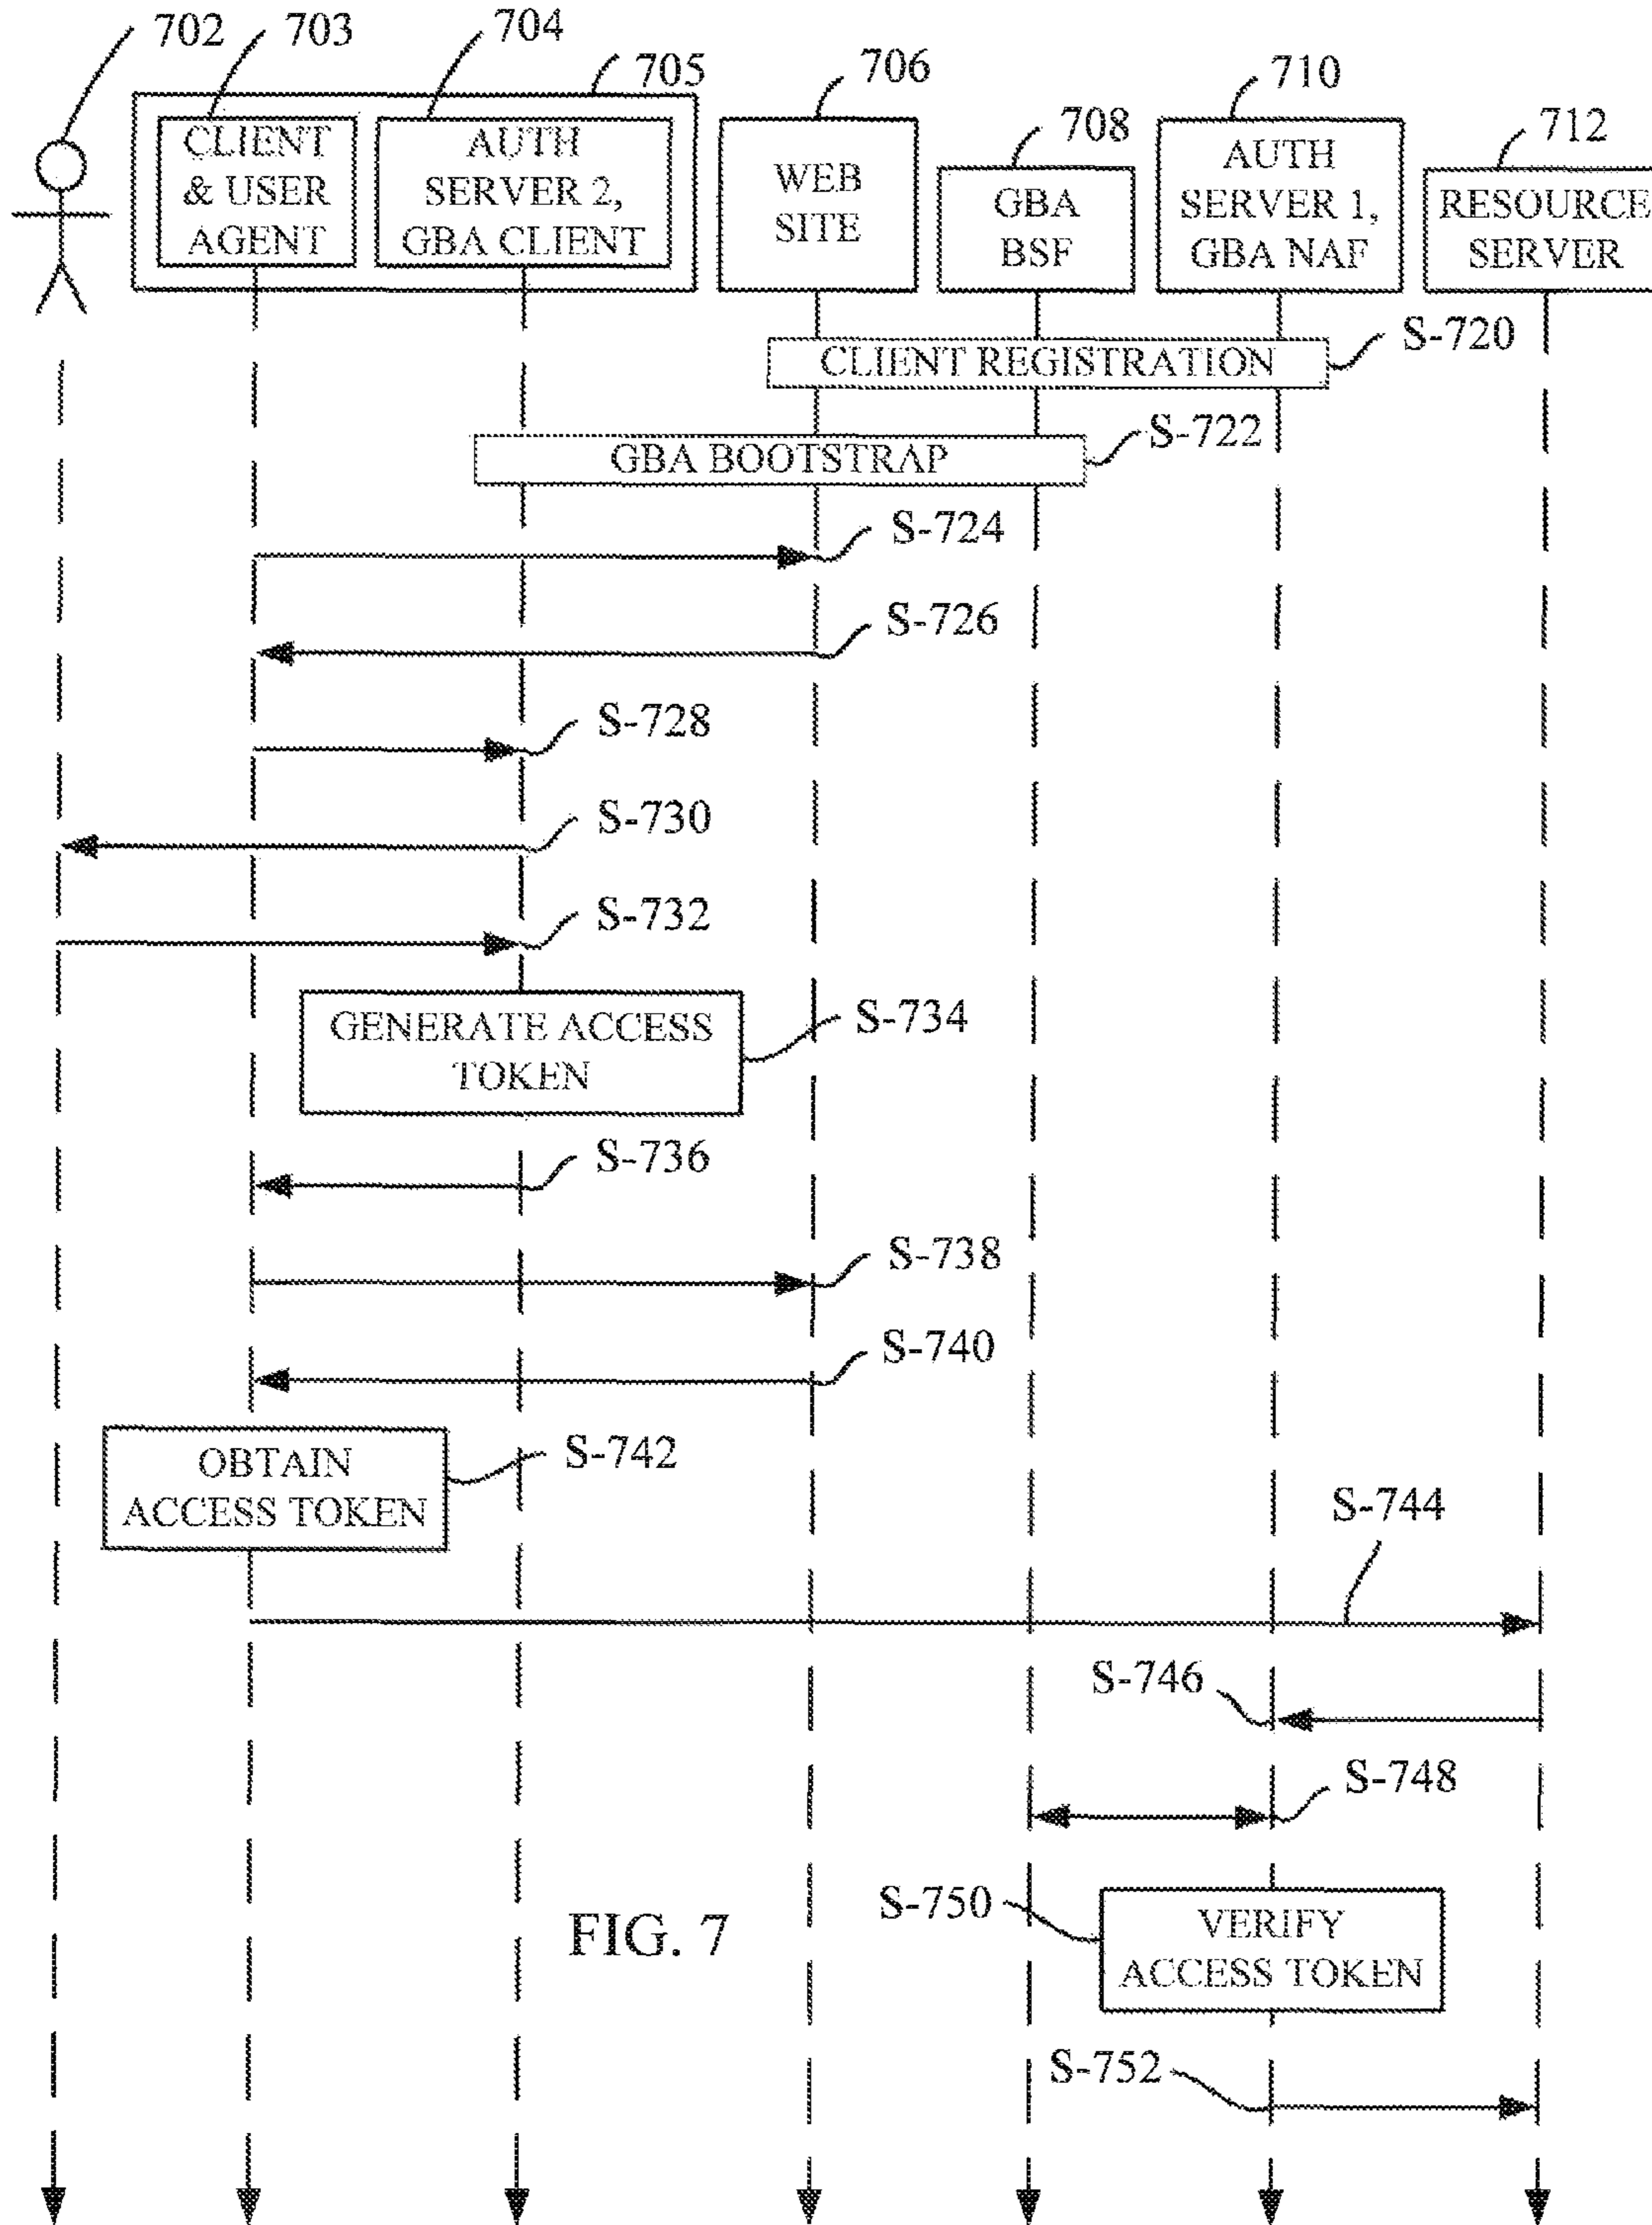 702
703
704
705
706
708
710
712
CLIENT
& USER
AGENT
AUTH
SERVER 2,
GBA CLIENT
WEB
SITE
GBA
BSF
AUTH
SERVER 1,
GBA NAF
RESOURCE
SERVER
CLIENT REGISTRATION
S-720
GBA BOOTSTRAP
S-722
S-724
S-726
S-728
S-730
S-732
GENERATE ACCESS
TOKEN
S-734
S-736
S-738
S-740
OBTAIN
ACCESS TOKEN
S-742
S-744
S-746
S-748
S-750
VERIFY
ACCESS TOKEN
FIG. 7
S-752